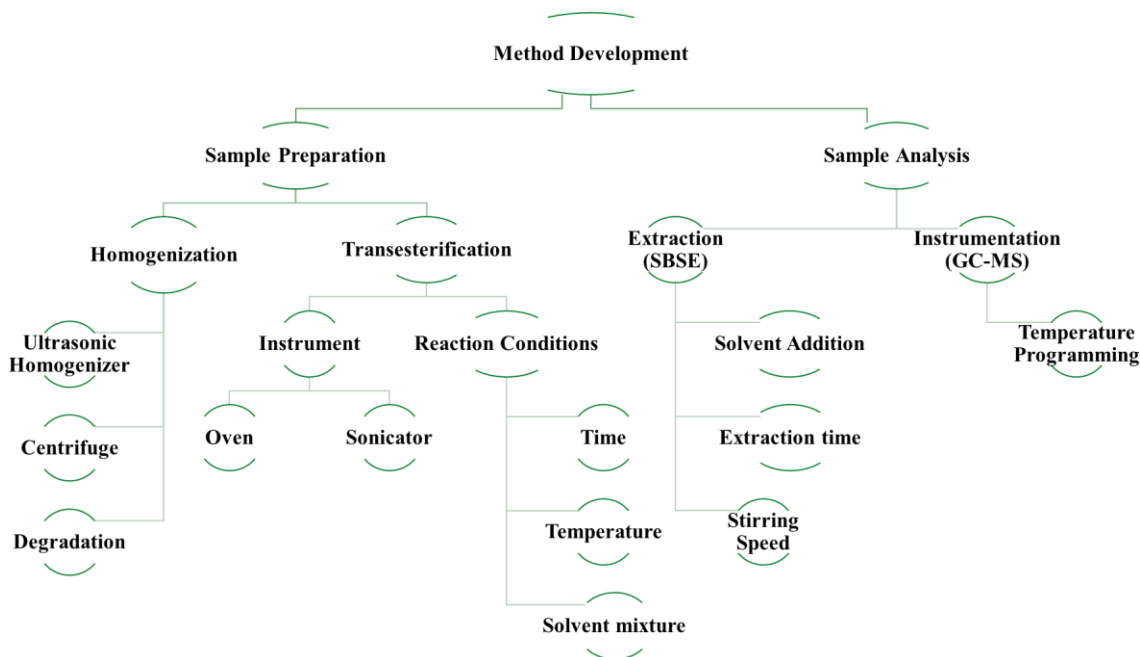 Method Development
Sample Preparation
Sample Analysis
Homogenization
Transesterification
Extraction
(SBSE)
Instrumentation
(GC-MS)
Ultrasonic
Homogenizer
Centrifuge
Degradation
Instrument
Oven
Sonicator
Reaction Conditions
Time
Temperature
Solvent mixture
Solvent Addition
Extraction time
Stirring
Speed
Temperature
Programming